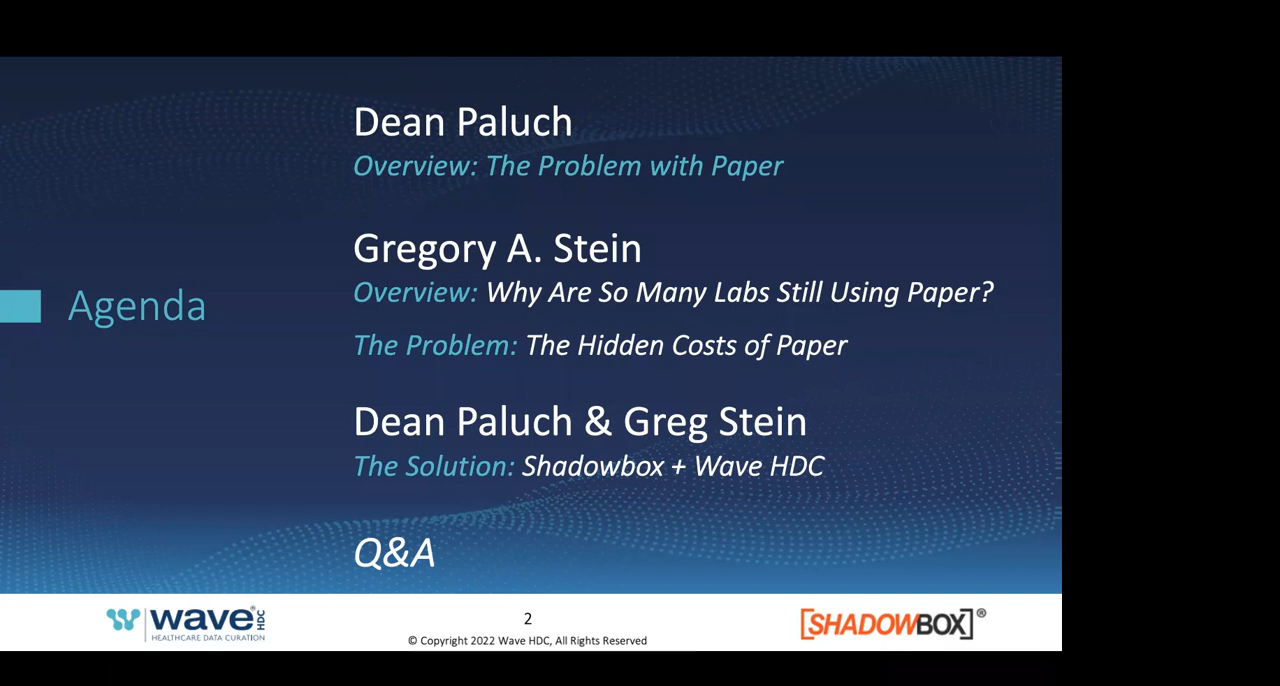 Dean Paluch
Overview: The Problem with Paper
Gregory A. Stein
Overview: Why Are So Many Labs Still Using Paper?
Agenda
The Problem: The Hidden Costs of Paper
Dean Paluch & Greg Stein
The Solution: Shadowbox + Wave HDC
Q&A
wave® HDC
HEALTHCARE DATA CURATION
2
© Copyright 2022 Wave HDC, All Rights Reserved
[SHADOWBOX]®